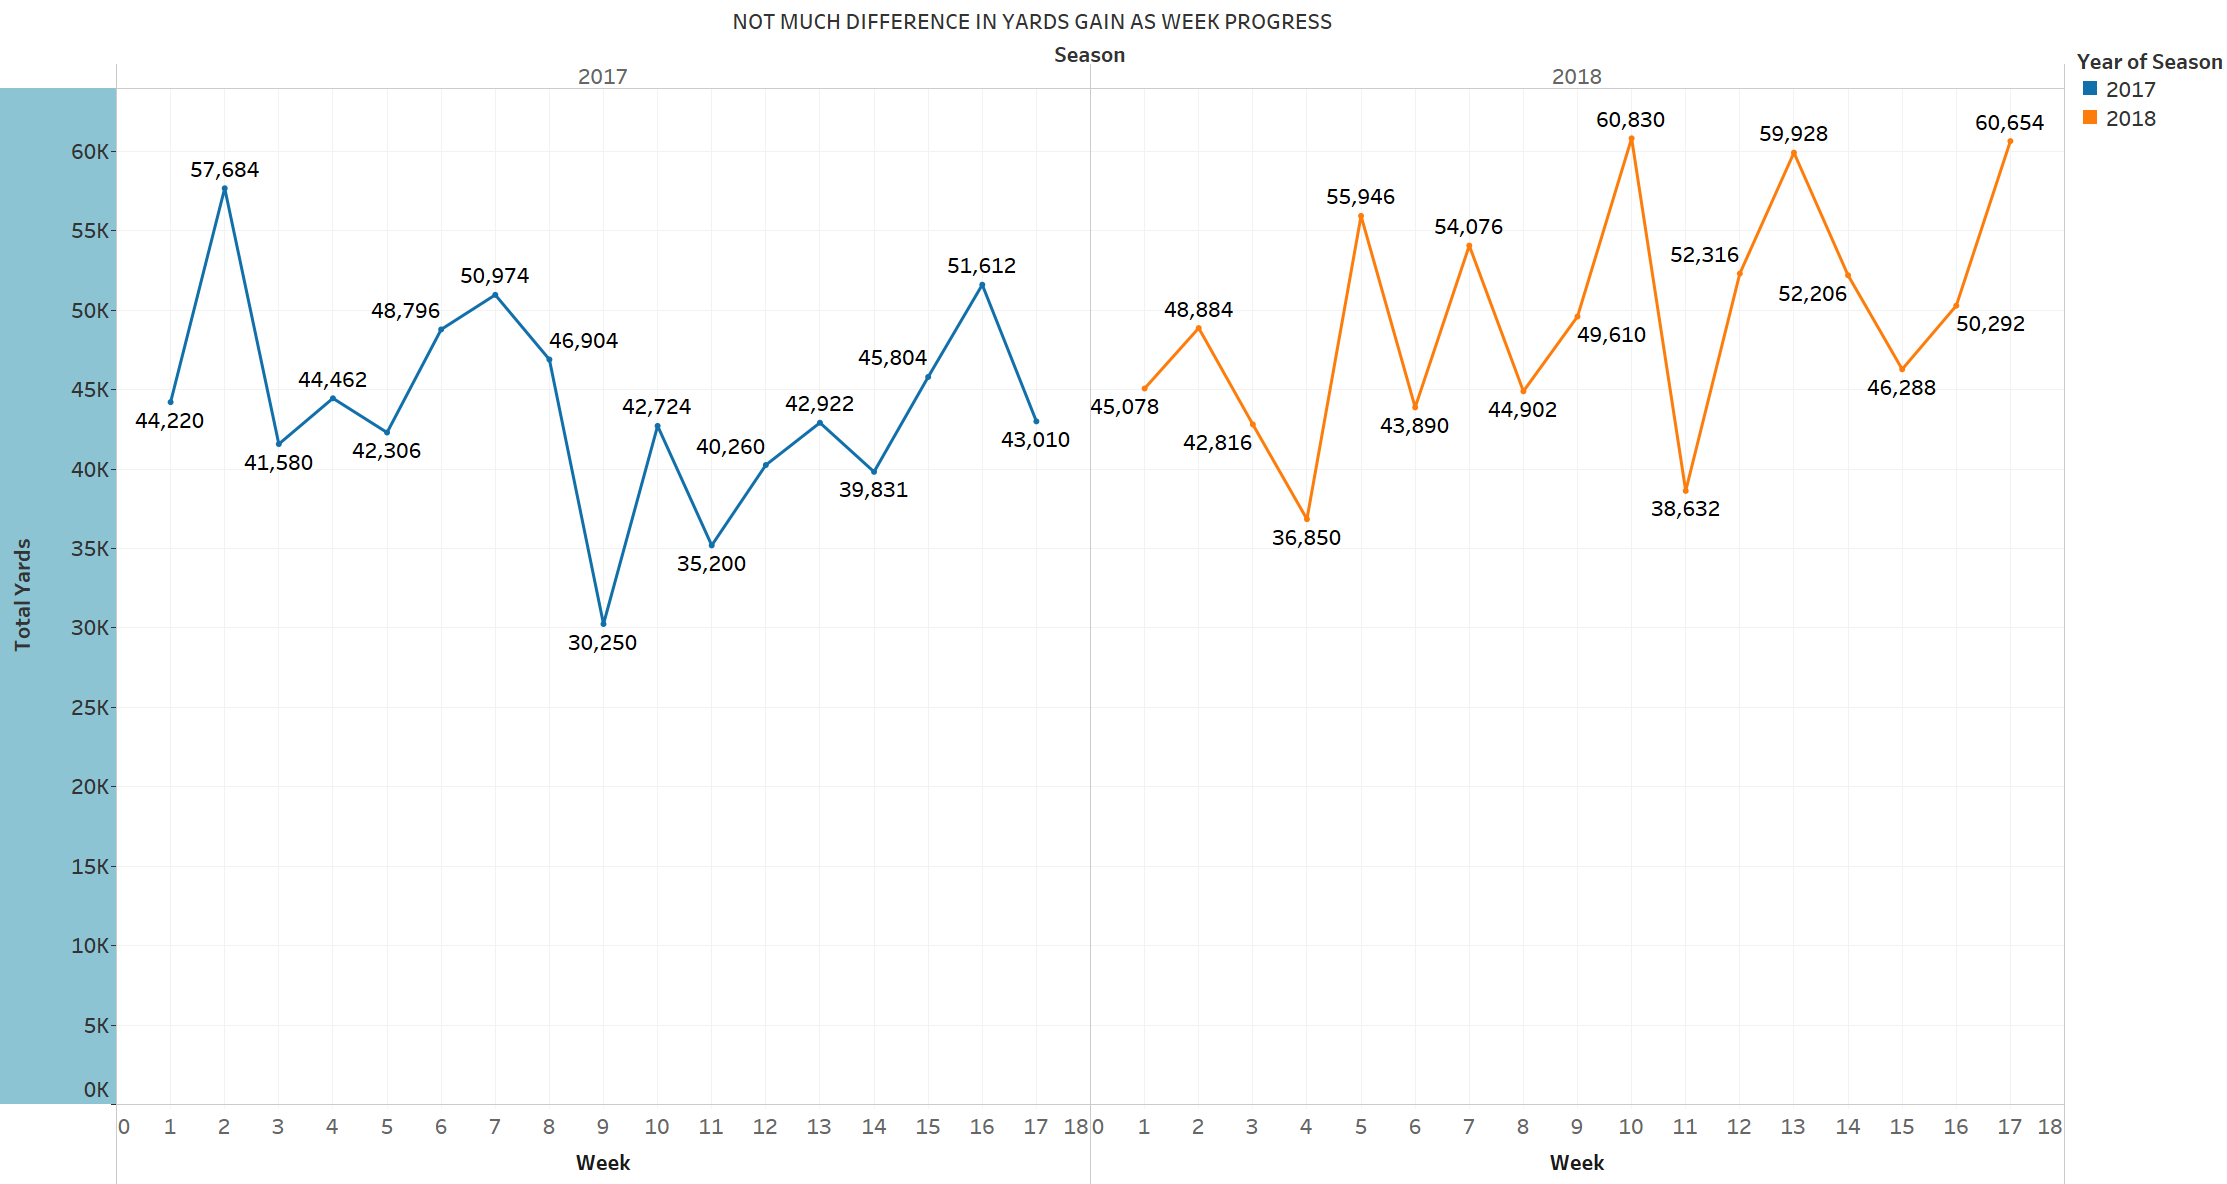 NOT MUCH DIFFERENCE IN YARDS GAIN AS WEEK PROGRESS
Season
2017
2018
Year of Season
2017
2018
Total Yards
60K
55K
50K
45K
40K
35K
30K
25K
20K
15K
10K
5K
0K
44,220
57,684
41,580
44,462
42,306
48,796
50,974
46,904
30,250
42,724
35,200
40,260
42,922
39,831
45,804
51,612
43,010
45,078
48,884
42,816
36,850
55,946
43,890
54,076
44,902
49,610
60,830
38,632
52,316
59,928
52,206
46,288
50,292
60,654
0 1 2 3 4 5 6 7 8 9 10 11 12 13 14 15 16 17 18
0 1 2 3 4 5 6 7 8 9 10 11 12 13 14 15 16 17 18
Week
Week